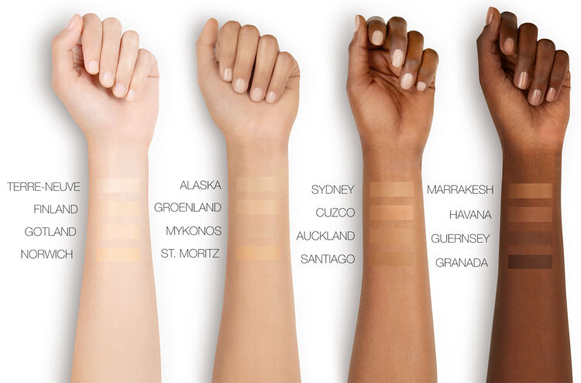 TERRE-NEUVE
FINLAND
GOTLAND
NORWICH
ALASKA
GROENLAND
MYKONOS
ST. MORITZ
SYDNEY
CUZCO
AUCKLAND
SANTIAGO
MARRAKESH
HAVANA
GUERNSEY
GRANADA